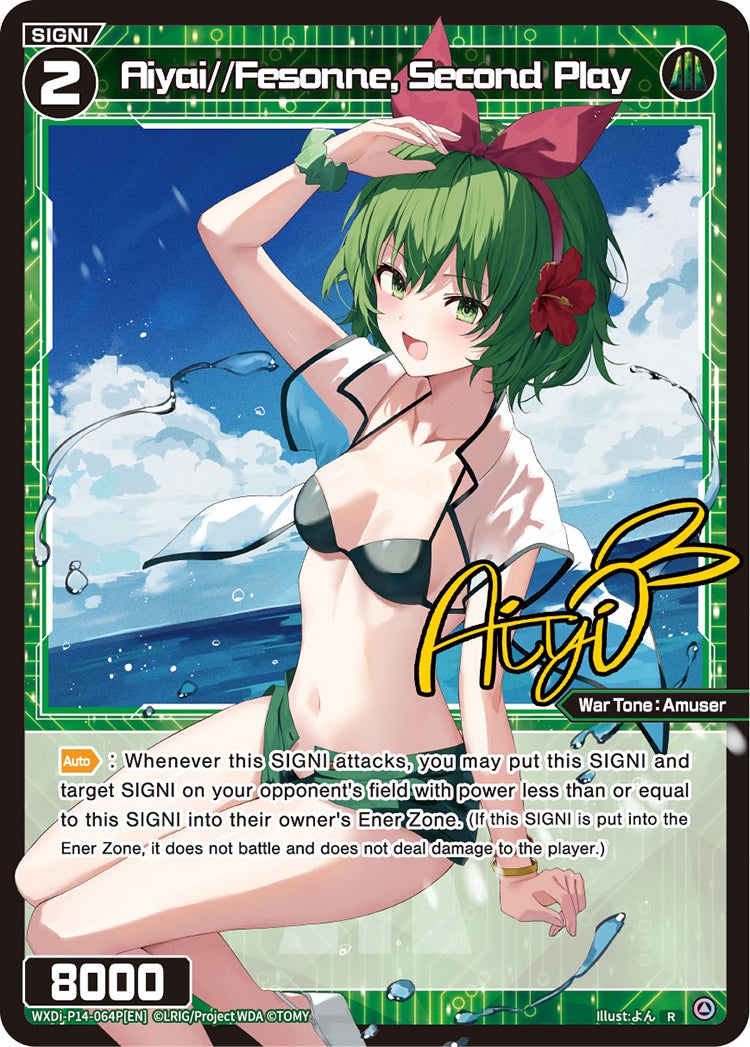 SIGNI
2 Aiyai//Fesonne, Second Play
Aiyai
War Tone：Amuser
Auto : Whenever this SIGNI attacks, you may put this SIGNI and
target SIGNI on your opponent's field with power less than or equal
to this SIGNI into their owner's Ener Zone. (If this SIGNI is put into the
Ener Zone, it does not battle and does not deal damage to the player.)
8000
WXDi-P14-064P[EN] ©LRIG/Project WDA ©TOMY
Illust:よん R